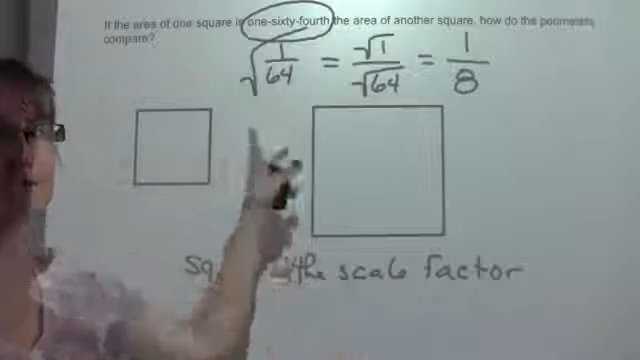 If the area of one square is one-sixty-fourth the area of another square, how do the perimeters
compare?
√1/64 = √1/√64 = 1/8
the scale factor